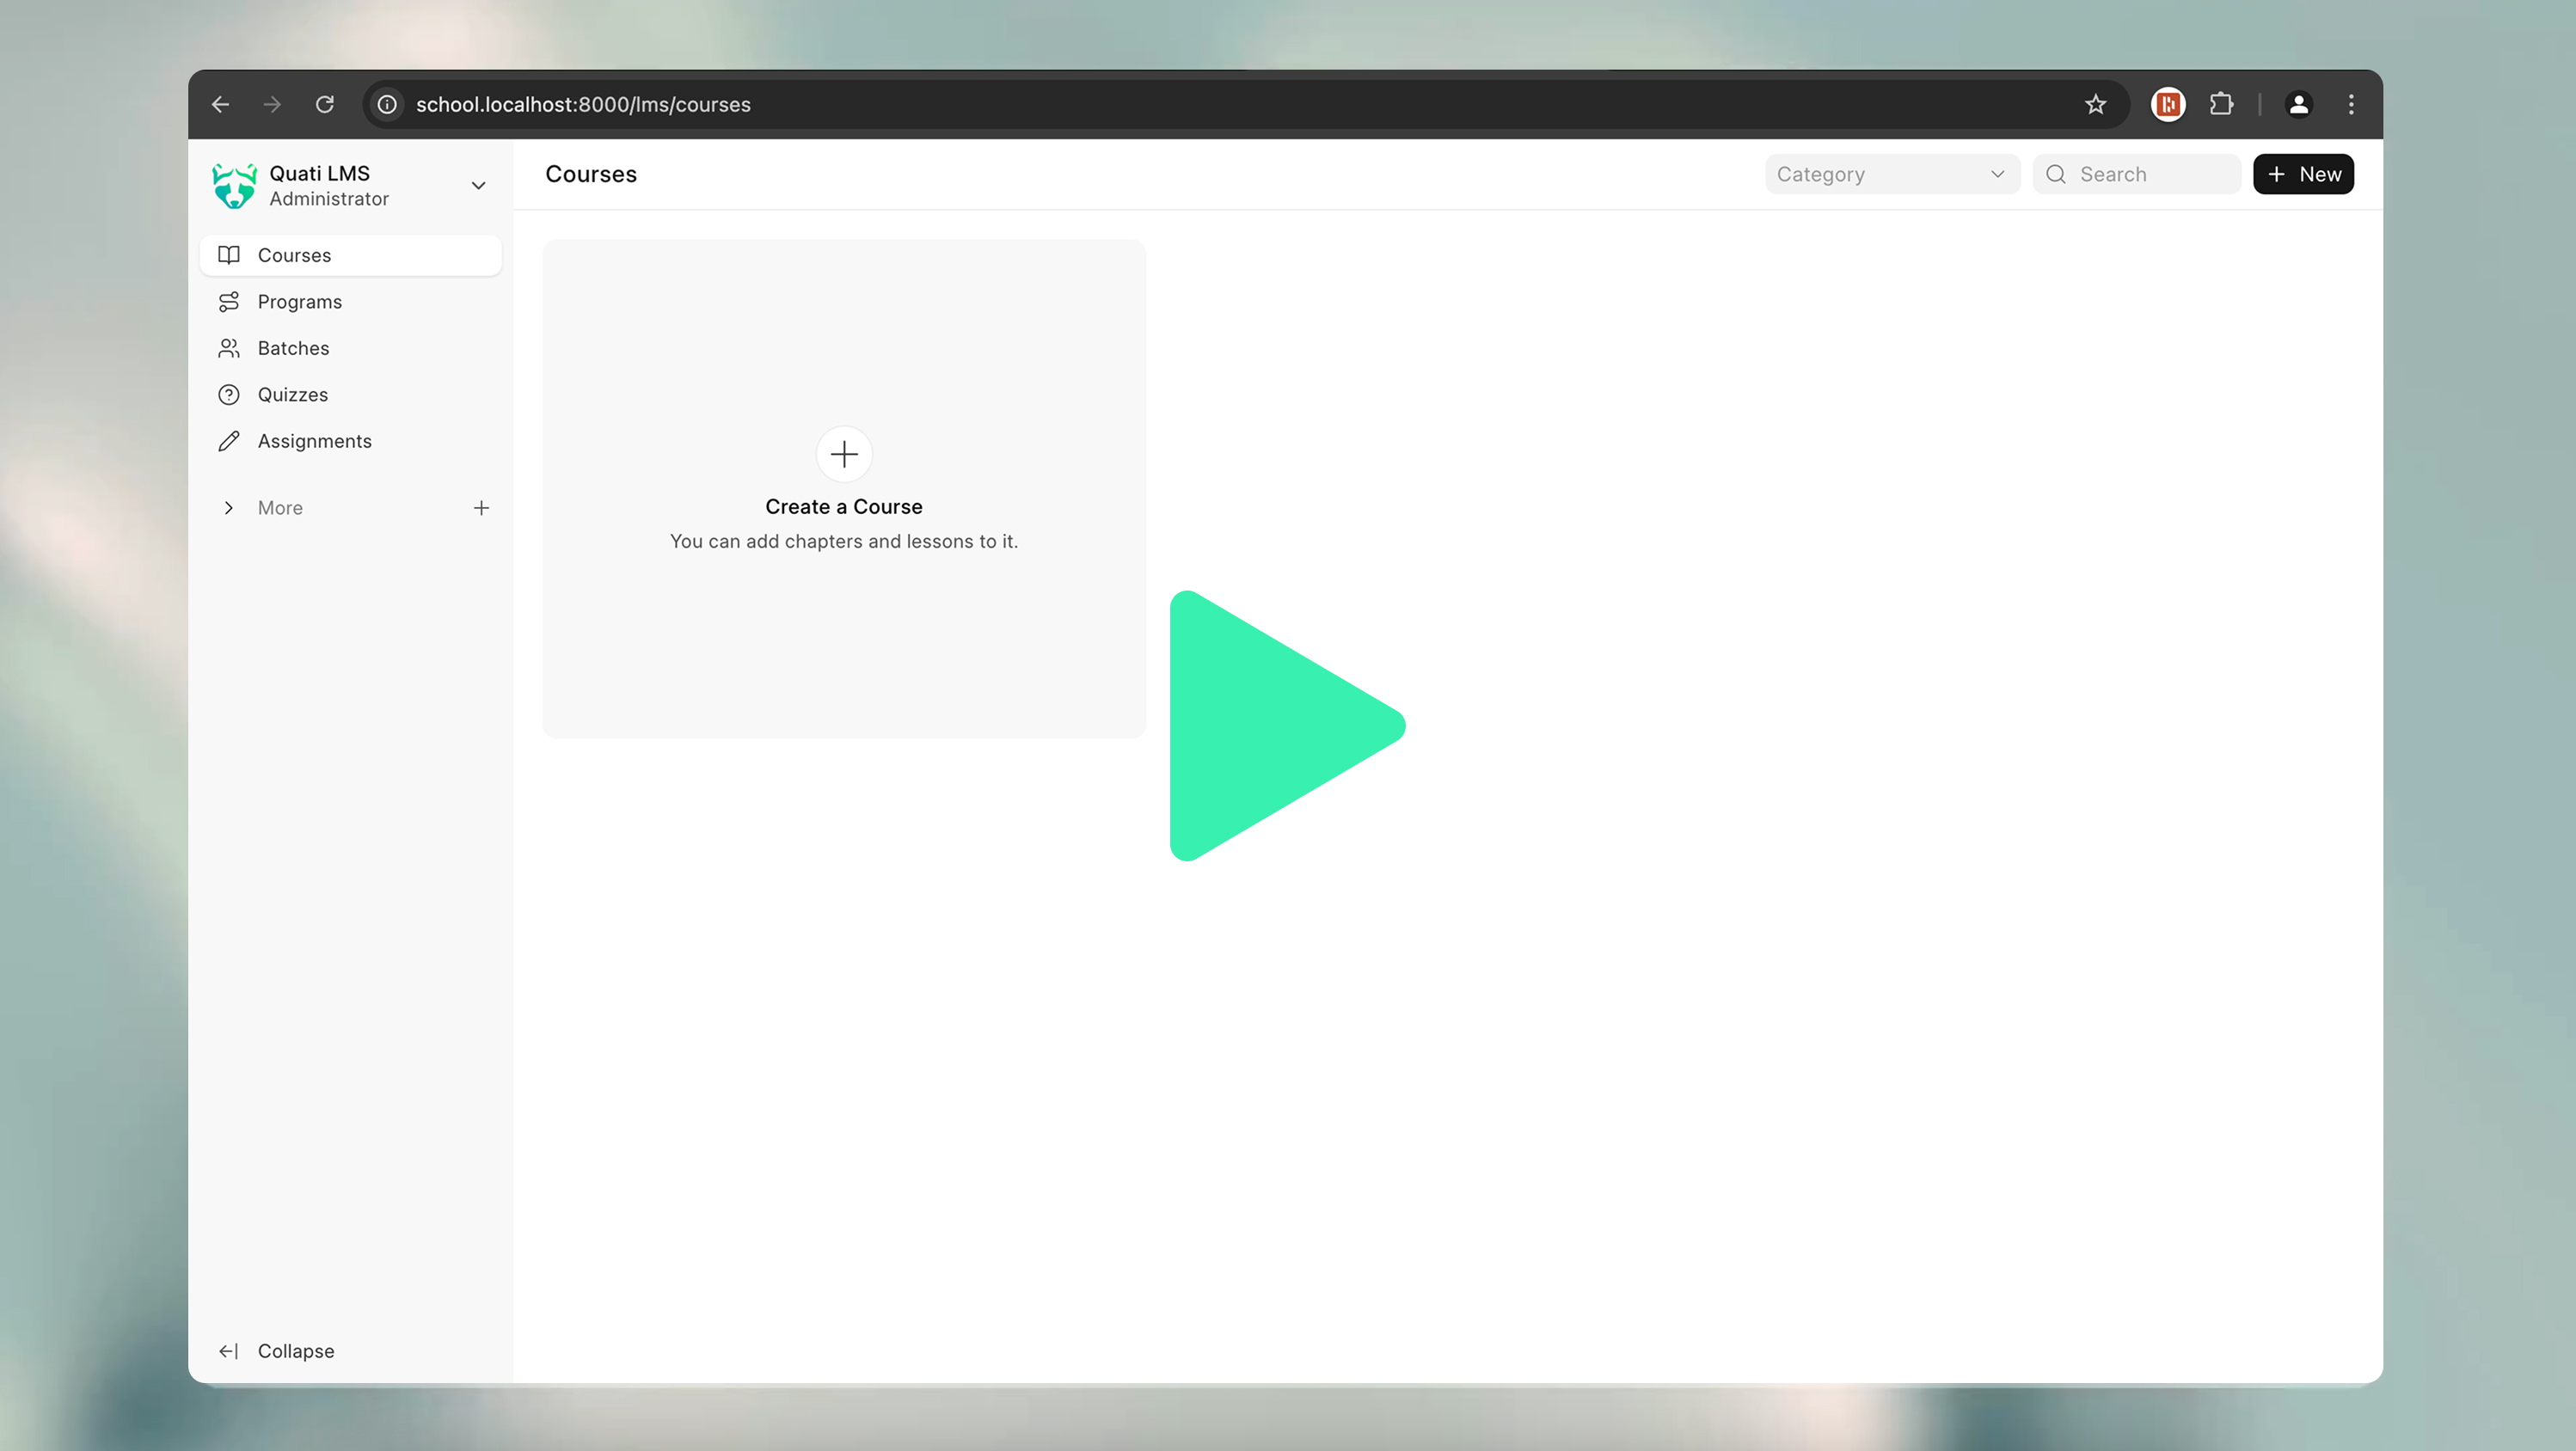 school.localhost:8000/lms/courses
Quati LMS
Administrator
Courses
Programs
Batches
Quizzes
Assignments
More
Collapse
Courses
Category
Search
New
Create a Course
You can add chapters and lessons to it.